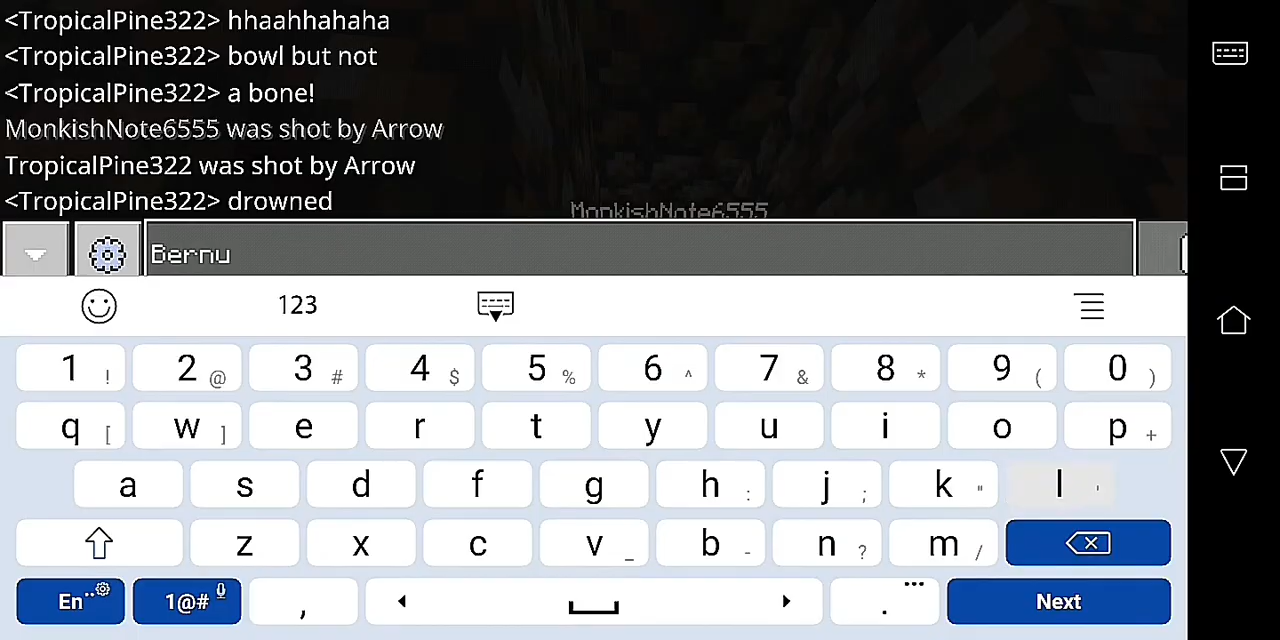 <TropicalPine322> hhaahhahaha
<TropicalPine322> bowl but not
<TropicalPine322> a bone!
MonkishNote6555 was shot by Arrow
TropicalPine322 was shot by Arrow
<TropicalPine322> drowned
MonkishNote6555
Bernu
123
1 ! 2 @ 3 # 4 $ 5 % 6 ^ 7 & 8 * 9 ( 0 )
q [ w ] e r t y u i o p +
a s d f g h : j ; k " l '
z x c v _ b - n ? m /
En 1@# , . ... Next